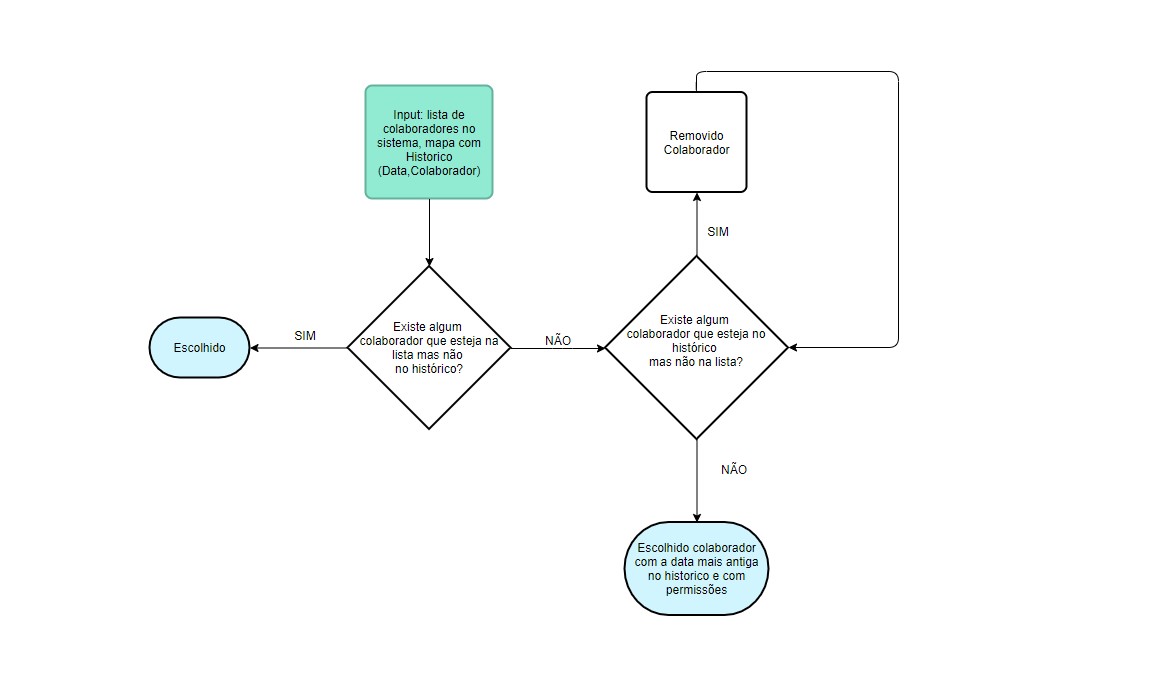 Input: lista de
colaboradores no
sistema, mapa com
Historico
(Data,Colaborador)
Removido
Colaborador
SIM
Existe algum
colaborador que esteja na
lista mas não
no histórico?
SIM
Escolhido
NÃO
Existe algum
colaborador que esteja no
histórico
mas não na lista?
NÃO
Escolhido colaborador
com a data mais antiga
no historico e com
permissões